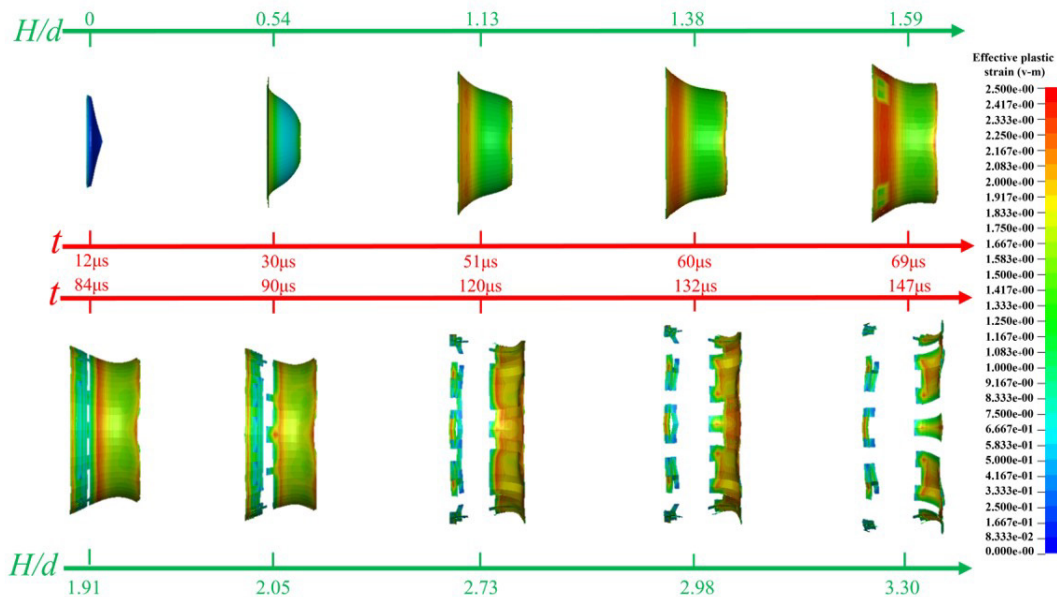 H/d 0 0.54 1.13 1.38 1.59
t 12μs 30μs 51μs 60μs 69μs
t 84μs 90μs 120μs 132μs 147μs
H/d 1.91 2.05 2.73 2.98 3.30
Effective plastic
strain (v-m)
2.500e+00
2.417e+00
2.333e+00
2.250e+00
2.167e+00
2.083e+00
2.000e+00
1.917e+00
1.833e+00
1.750e+00
1.667e+00
1.583e+00
1.500e+00
1.417e+00
1.333e+00
1.250e+00
1.167e+00
1.083e+00
1.000e+00
9.167e-01
8.333e-01
7.500e-01
6.667e-01
5.833e-01
5.000e-01
4.167e-01
3.333e-01
2.500e-01
1.667e-01
8.333e-02
0.000e+00